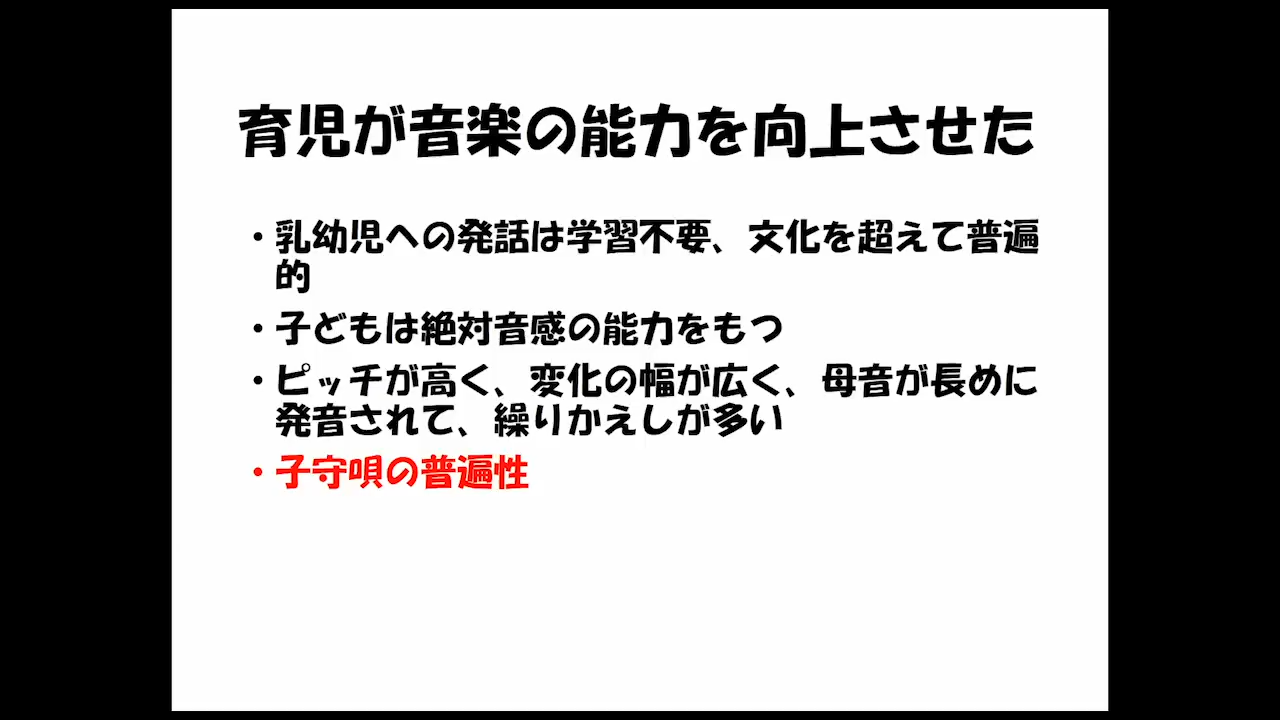 育児が音楽の能力を向上させた
・乳幼児への発話は学習不要、文化を超えて普遍
的
・子どもは絶対音感の能力をもつ
・ピッチが高く、変化の幅が広く、母音が長めに
発音されて、繰りかえしが多い
・子守唄の普遍性